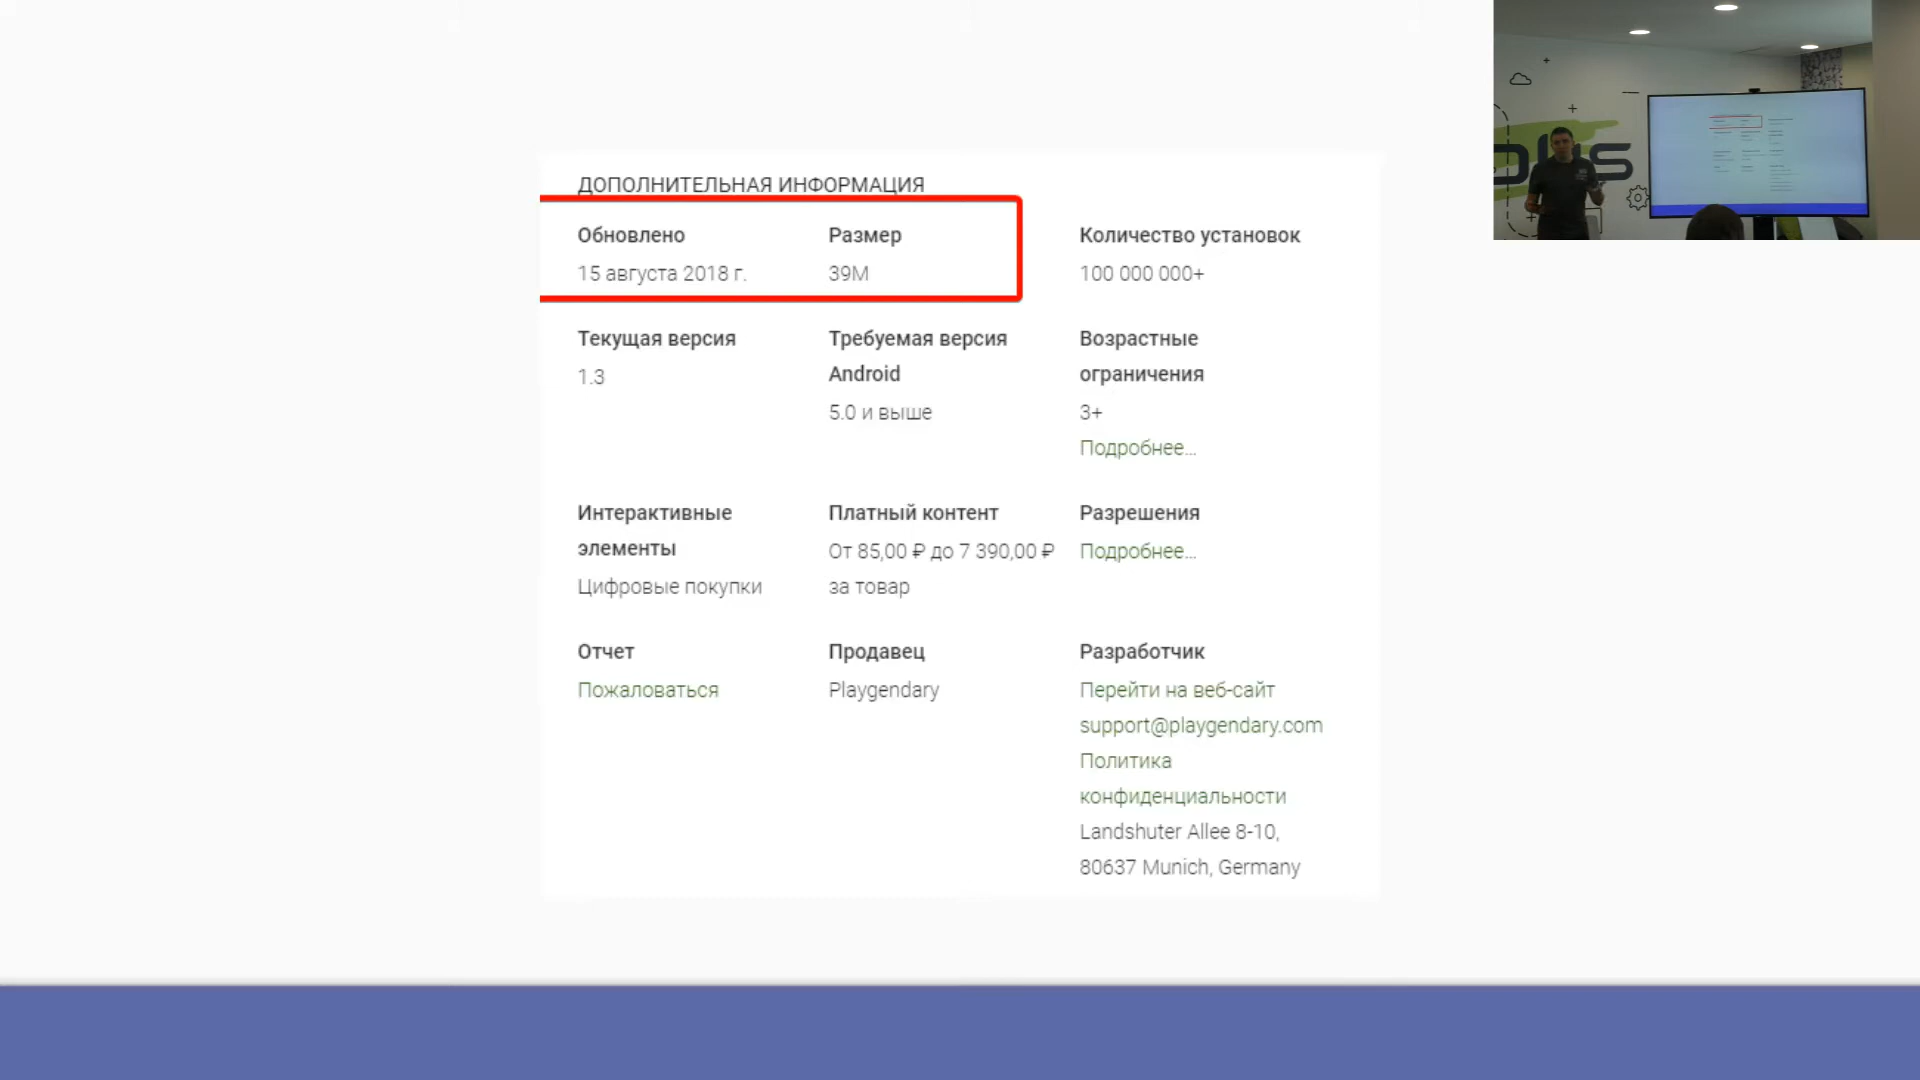 ДОПОЛНИТЕЛЬНАЯ ИНФОРМАЦИЯ
Обновлено
15 августа 2018 г.
Размер
39M
Количество установок
100 000 000+
Текущая версия
1.3
Требуемая версия
Android
5.0 и выше
Возрастные
ограничения
3+
Подробнее...
Интерактивные
элементы
Цифровые покупки
Платный контент
От 85,00 ₽ до 7 390,00 ₽
за товар
Разрешения
Подробнее...
Отчет
Пожаловаться
Продавец
Playgendary
Разработчик
Перейти на веб-сайт
support@playgendary.com
Политика
конфиденциальности
Landshuter Allee 8-10,
80637 Munich, Germany